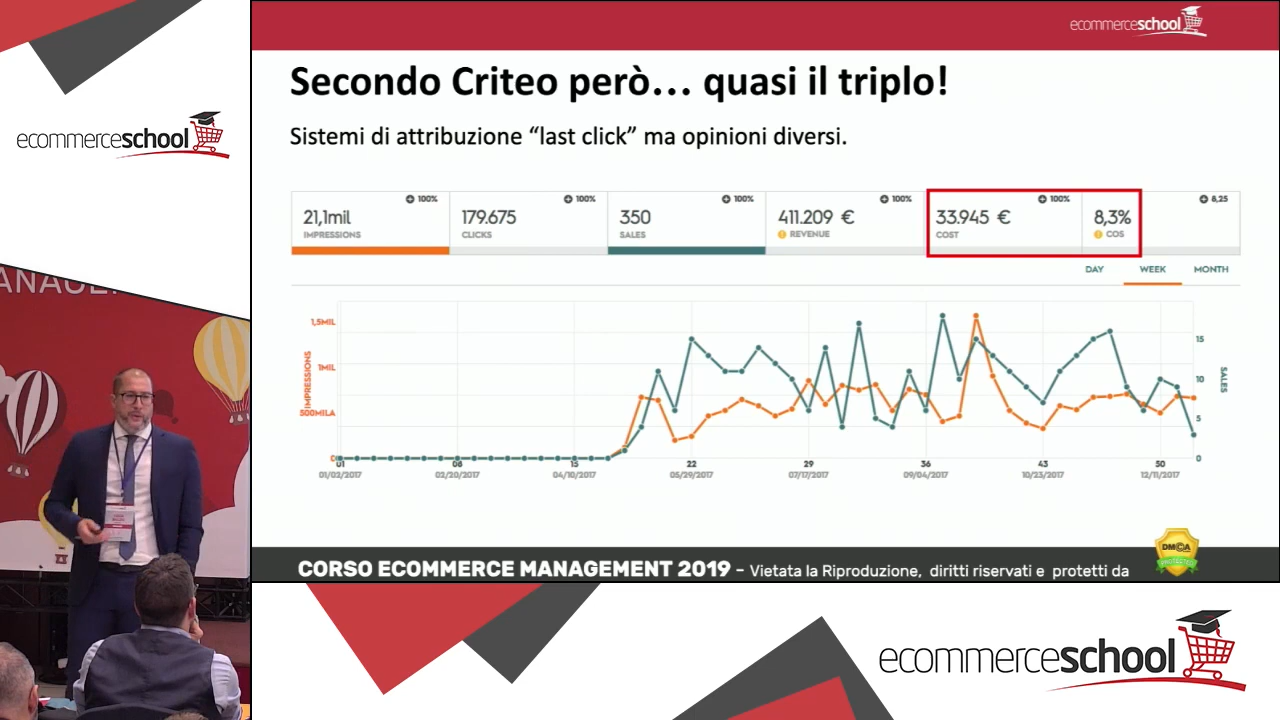 ecommerceschool
Secondo Criteo però... quasi il triplo!
Sistemi di attribuzione “last click” ma opinioni diversi.
ecommerceschool
100%
100%
100%
100%
100%
8,25
21,1mil
179.675
350
411.209 €
33.945 €
8,3%
IMPRESSIONS
CLICKS
SALES
REVENUE
COST
COS
DAY
WEEK
MONTH
1,5MIL
1MIL
500MILA
0
IMPRESSIONS
15
10
5
0
SALES
01
08
15
22
29
36
43
50
01/02/2017
02/20/2017
04/10/2017
05/29/2017
07/17/2017
09/04/2017
10/23/2017
12/11/2017
DMCA
PROTECTED
CORSO ECOMMERCE MANAGEMENT 2019 - Vietata la Riproduzione, diritti riservati e protetti da
ecommerceschool